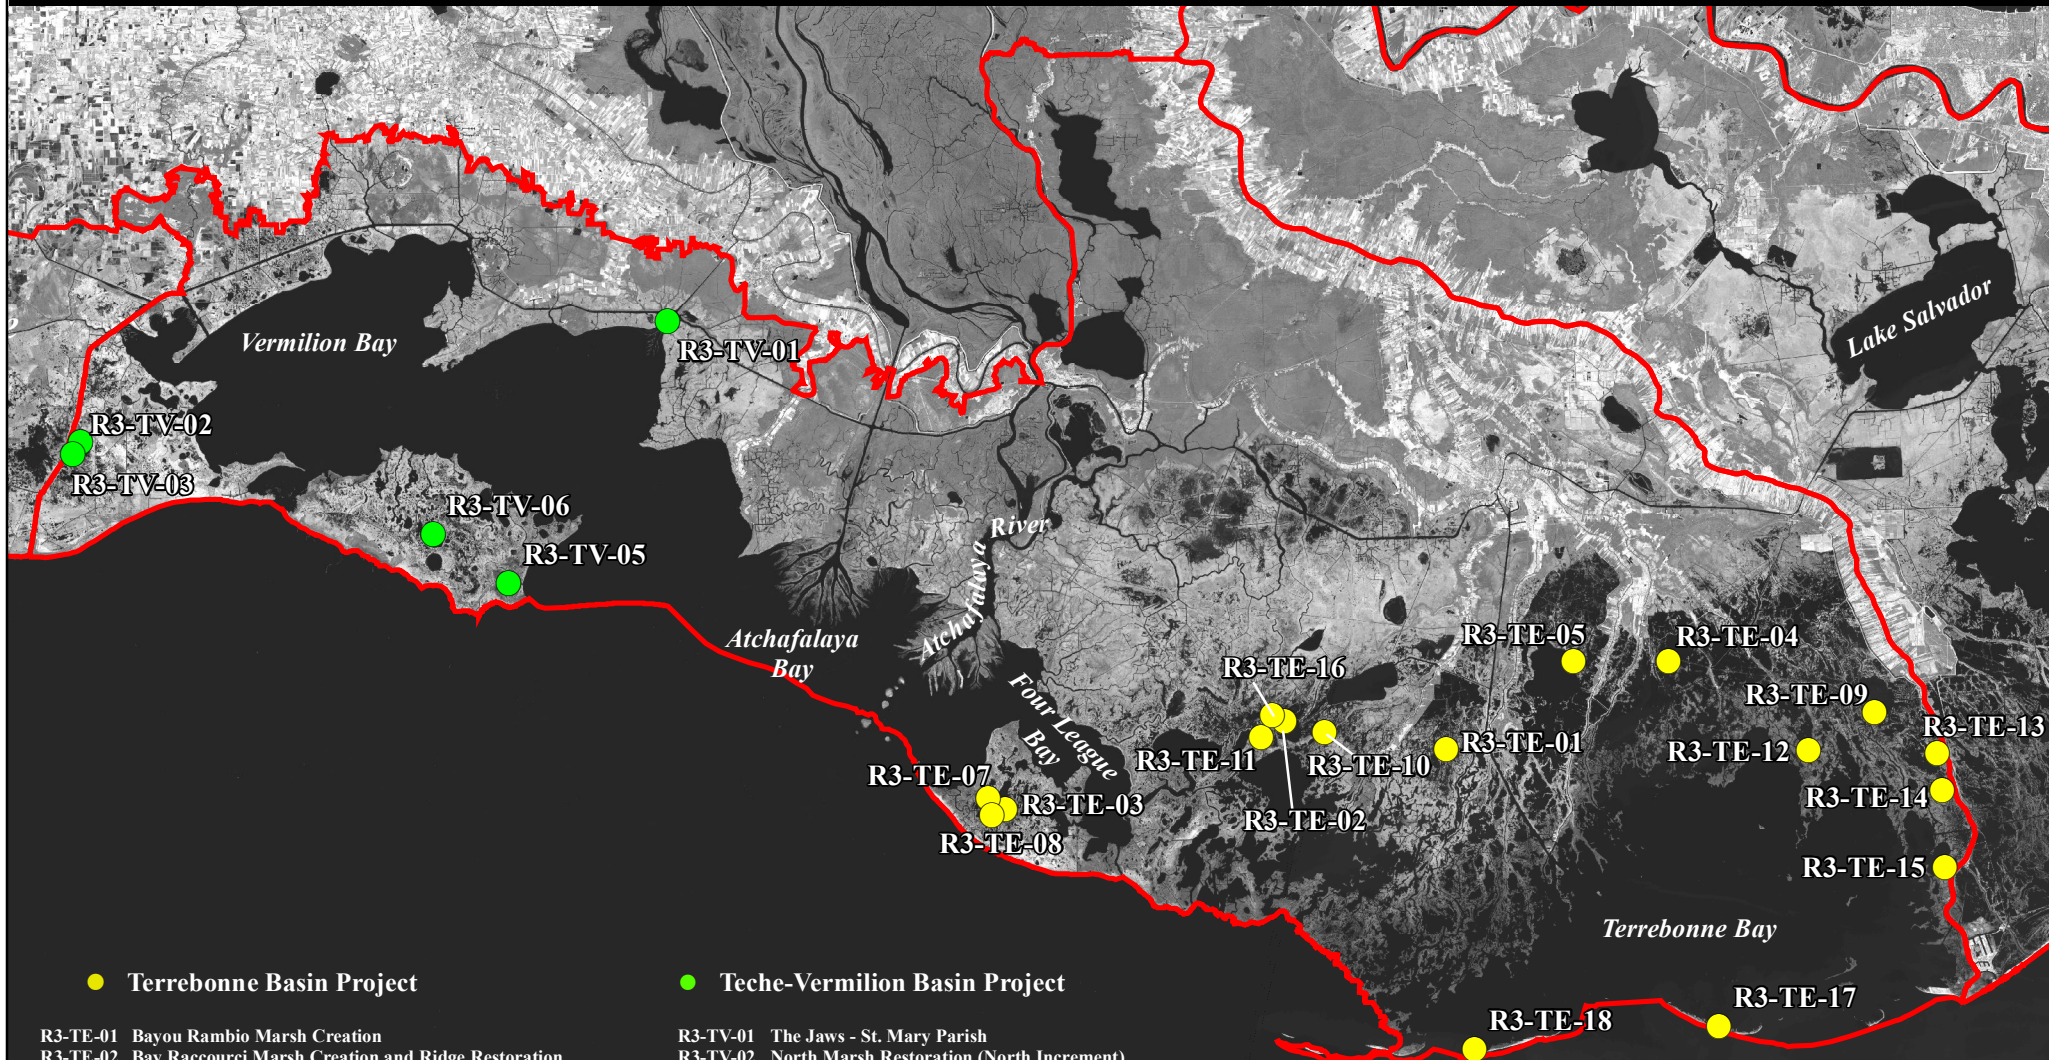 Vermilion Bay
Lake Salvador
R3-TV-01
R3-TV-02
R3-TV-03
R3-TV-06
R3-TV-05
Atchafalaya River
Atchafalaya
Bay
Four League
Bay
R3-TE-05
R3-TE-04
R3-TE-16
R3-TE-09
R3-TE-13
R3-TE-11
R3-TE-10
R3-TE-01
R3-TE-12
R3-TE-07
R3-TE-03
R3-TE-02
R3-TE-14
R3-TE-08
R3-TE-15
Terrebonne Bay
R3-TE-17
R3-TE-18
Terrebonne Basin Project
Teche-Vermilion Basin Project
R3-TE-01 Bayou Rambio Marsh Creation
R3-TV-01 The Jaws - St. Mary Parish
R3-TE-02 Bay Raccourci Marsh Creation and Ridge Restoration
R3-TV-02 North Marsh Restoration (North Increment)